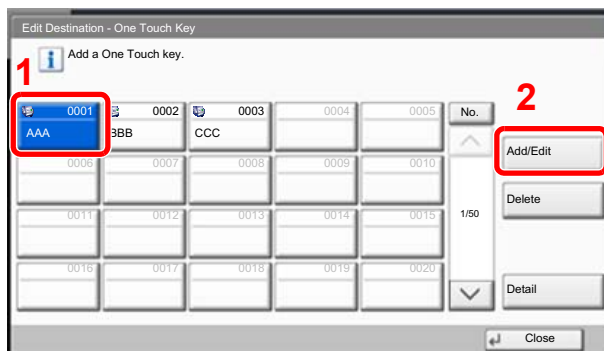 Edit Destination - One Touch Key
Add a One Touch key.
1
2
0001 0002 0003 0004 0005 No.
AAA BBB CCC
Add/Edit
0006 0007 0008 0009 0010
Delete
0011 0012 0013 0014 0015 1/50
0016 0017 0018 0019 0020
Detail
Close